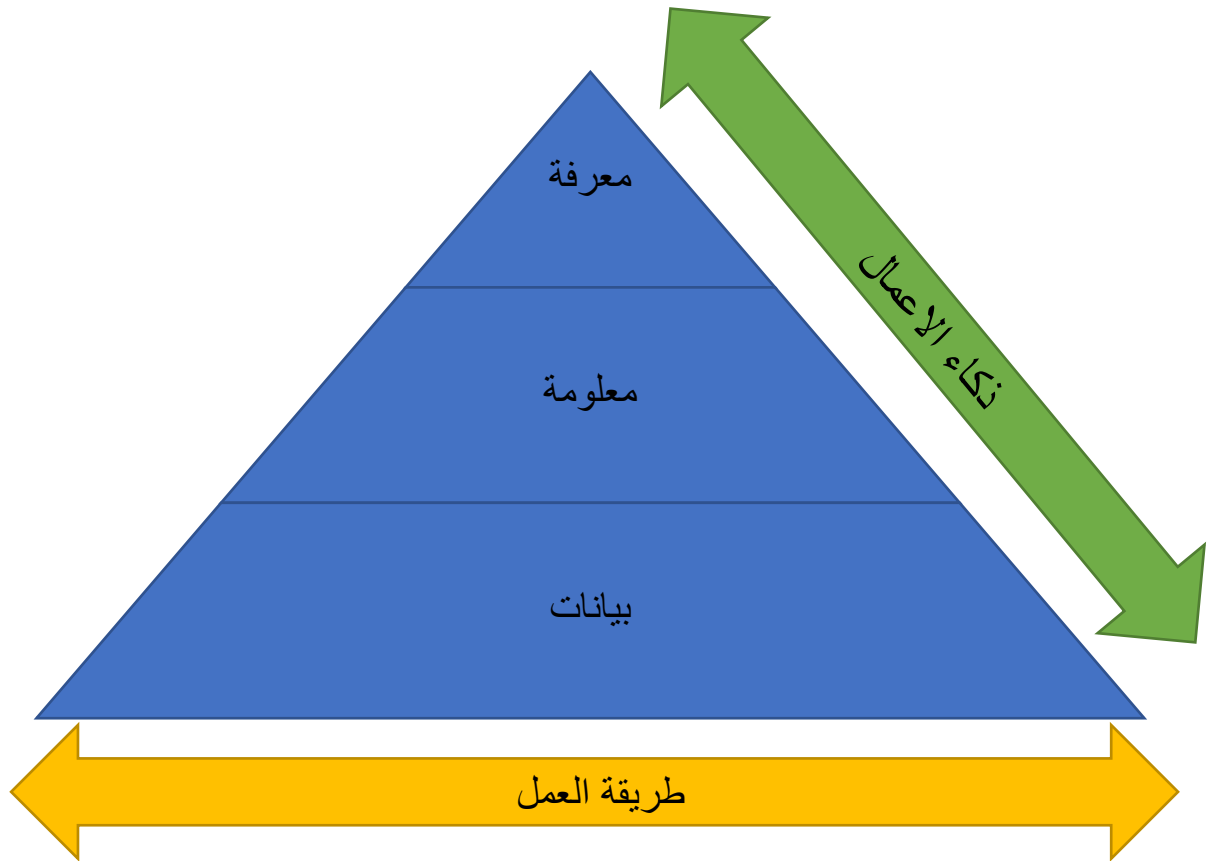 معرفة
ذكاء الاعمال
معلومة
بيانات
طريقة العمل